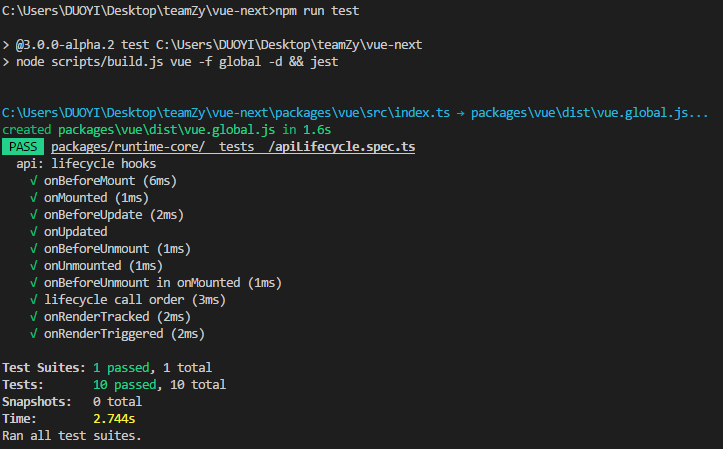 C:\Users\DUOYI\Desktop\teamZy\vue-next>npm run test
> @3.0.0-alpha.2 test C:\Users\DUOYI\Desktop\teamZy\vue-next
> node scripts/build.js vue -f global -d && jest
C:\Users\DUOYI\Desktop\teamZy\vue-next\packages\vue\src\index.ts → packages\vue\dist\vue.global.js...
created packages\vue\dist\vue.global.js in 1.6s
PASS packages/runtime-core/__tests__/apiLifecycle.spec.ts
api: lifecycle hooks
√ onBeforeMount (6ms)
√ onMounted (1ms)
√ onBeforeUpdate (2ms)
√ onUpdated
√ onBeforeUnmount (1ms)
√ onUnmounted (1ms)
√ onBeforeUnmount in onMounted (1ms)
√ lifecycle call order (3ms)
√ onRenderTracked (2ms)
√ onRenderTriggered (2ms)
Test Suites: 1 passed, 1 total
Tests: 10 passed, 10 total
Snapshots: 0 total
Time: 2.744s
Ran all test suites.